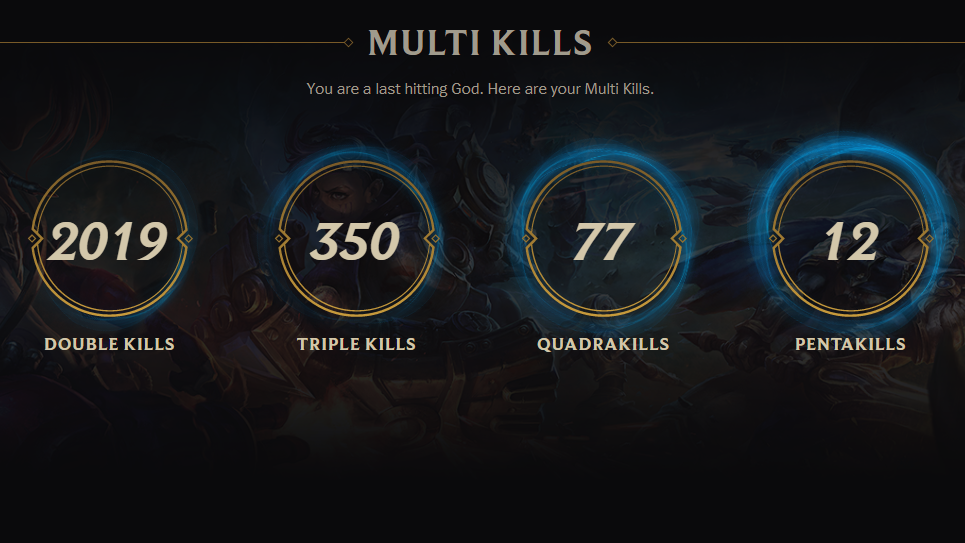 MULTI KILLS
You are a last hitting God. Here are your Multi Kills.
2019 350 77 12
DOUBLE KILLS TRIPLE KILLS QUADRAKILLS PENTAKILLS